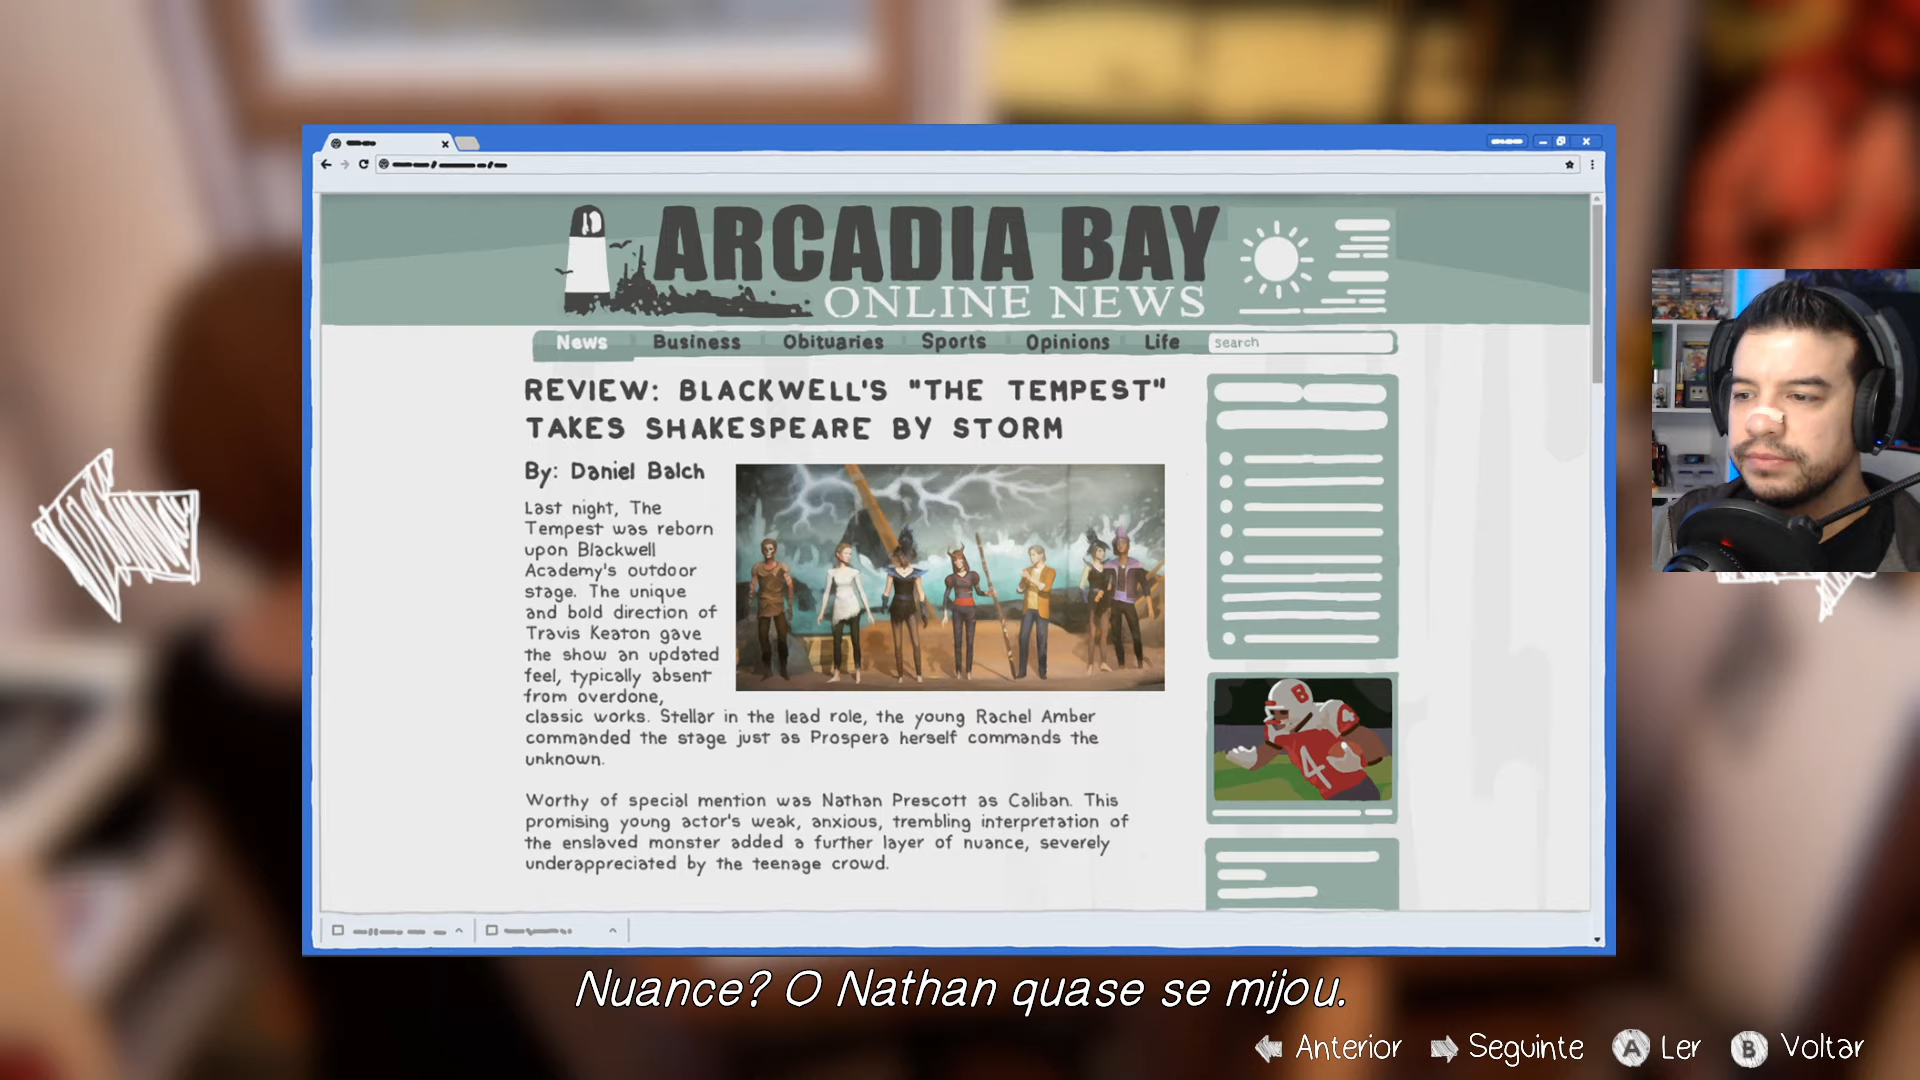 ARCADIA BAY
ONLINE NEWS
News Business Obituaries Sports Opinions Life search
REVIEW: BLACKWELL'S "THE TEMPEST"
TAKES SHAKESPEARE BY STORM
By: Daniel Balch
Last night, The
Tempest was reborn
upon Blackwell
Academy's outdoor
stage. The unique
and bold direction of
Travis Keaton gave
the show an updated
feel, typically absent
from overdone,
classic works. Stellar in the lead role, the young Rachel Amber
commanded the stage just as Prospera herself commands the
unknown.
Worthy of special mention was Nathan Prescott as Caliban. This
promising young actor's weak, anxious, trembling interpretation of
the enslaved monster added a further layer of nuance, severely
underappreciated by the teenage crowd.
B
4
4
Nuance? O Nathan quase se mijou.
Anterior Seguinte A Ler B Voltar